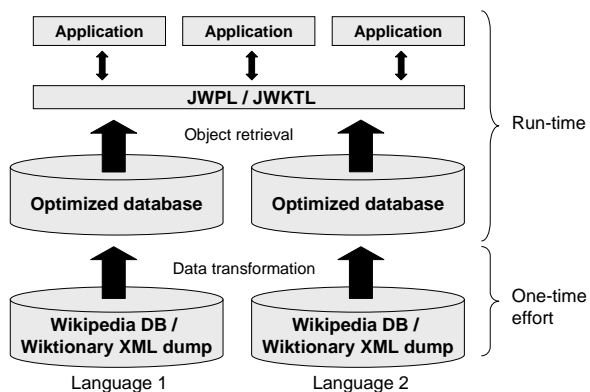 Application Application Application
JWPL / JWKTL
Object retrieval
Run-time
Optimized database Optimized database
Data transformation
One-time
effort
Wikipedia DB / Wikipedia DB /
Wiktionary XML dump Wiktionary XML dump
Language 1 Language 2